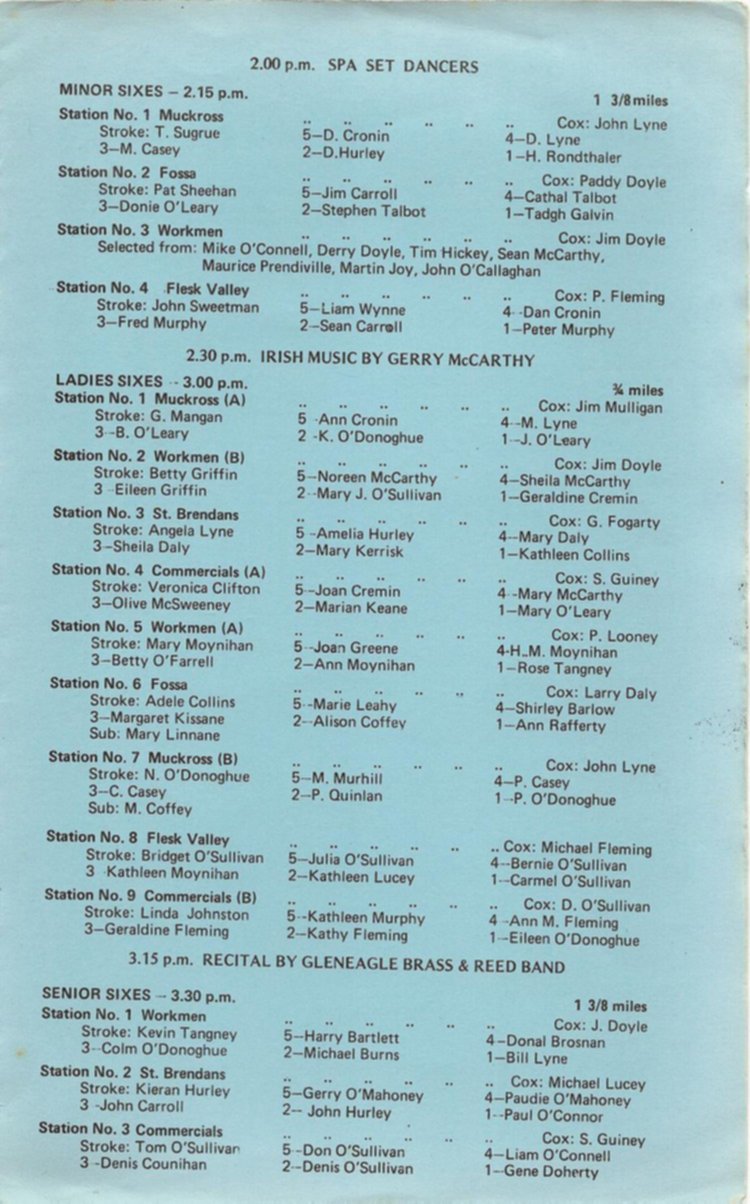 2.00 p.m. SPA SET DANCERS
MINOR SIXES – 2.15 p.m. 1 3/8 miles
Station No. 1 Muckross .. .. .. .. .. .. Cox: John Lyne
Stroke: T. Sugrue 5–D. Cronin 4–D. Lyne
3–M. Casey 2–D.Hurley 1–H. Rondthaler
Station No. 2 Fossa .. .. .. .. .. .. Cox: Paddy Doyle
Stroke: Pat Sheehan 5–Jim Carroll 4–Cathal Talbot
3–Donie O'Leary 2–Stephen Talbot 1–Tadgh Galvin
Station No. 3 Workmen .. .. .. .. .. .. Cox: Jim Doyle
Selected from: Mike O'Connell, Derry Doyle, Tim Hickey, Sean McCarthy,
Maurice Prendiville, Martin Joy, John O'Callaghan
Station No. 4 Flesk Valley .. .. .. .. .. .. Cox: P. Fleming
Stroke: John Sweetman 5–Liam Wynne 4–Dan Cronin
3–Fred Murphy 2–Sean Carroll 1–Peter Murphy
2.30 p.m. IRISH MUSIC BY GERRY McCARTHY
LADIES SIXES -- 3.00 p.m. ¾ miles
Station No. 1 Muckross (A) .. .. .. .. .. .. Cox: Jim Mulligan
Stroke: G. Mangan 5 -Ann Cronin 4--M. Lyne
3--B. O'Leary 2 -K. O'Donoghue 1--J. O'Leary
Station No. 2 Workmen (B) .. .. .. .. .. .. Cox: Jim Doyle
Stroke: Betty Griffin 5–Noreen McCarthy 4–Sheila McCarthy
3 Eileen Griffin 2--Mary J. O'Sullivan 1–Geraldine Cremin
Station No. 3 St. Brendans .. .. .. .. .. .. Cox: G. Fogarty
Stroke: Angela Lyne 5 -Amelia Hurley 4–Mary Daly
3–Sheila Daly 2–Mary Kerrisk 1–Kathleen Collins
Station No. 4 Commercials (A) .. .. .. .. .. .. Cox: S. Guiney
Stroke: Veronica Clifton 5–Joan Cremin 4 -Mary McCarthy
3–Olive McSweeney 2–Marian Keane 1–Mary O'Leary
Station No. 5 Workmen (A) .. .. .. .. .. .. Cox: P. Looney
Stroke: Mary Moynihan 5--Joan Greene 4-H..M. Moynihan
3–Betty O'Farrell 2–Ann Moynihan 1–Rose Tangney
Station No. 6 Fossa .. .. .. .. .. .. Cox: Larry Daly
Stroke: Adele Collins 5--Marie Leahy 4–Shirley Barlow
3–Margaret Kissane 2--Alison Coffey 1–Ann Rafferty
Sub: Mary Linnane
Station No. 7 Muckross (B) .. .. .. .. .. .. Cox: John Lyne
Stroke: N. O'Donoghue 5–M. Murhill 4–P. Casey
3–C. Casey 2–P. Quinlan 1--P. O'Donoghue
Sub: M. Coffey
Station No. 8 Flesk Valley .. .. .. .. .. .. Cox: Michael Fleming
Stroke: Bridget O'Sullivan 5–Julia O'Sullivan 4--Bernie O'Sullivan
3 Kathleen Moynihan 2–Kathleen Lucey 1--Carmel O'Sullivan
Station No. 9 Commercials (B) .. .. .. .. .. .. Cox: D. O'Sullivan
Stroke: Linda Johnston 5--Kathleen Murphy 4 -Ann M. Fleming
3–Geraldine Fleming 2–Kathy Fleming 1--Eileen O'Donoghue
3.15 p.m. RECITAL BY GLENEAGLE BRASS & REED BAND
SENIOR SIXES -- 3.30 p.m. 1 3/8 miles
Station No. 1 Workmen .. .. .. .. .. .. Cox: J. Doyle
Stroke: Kevin Tangney 5–Harry Bartlett 4–Donal Brosnan
3--Colm O'Donoghue 2–Michael Burns 1–Bill Lyne
Station No. 2 St. Brendans .. .. .. .. .. .. Cox: Michael Lucey
Stroke: Kieran Hurley 5–Gerry O'Mahoney 4–Paudie O'Mahoney
3 -John Carroll 2-- John Hurley 1--Paul O'Connor
Station No. 3 Commercials .. .. .. .. .. .. Cox: S. Guiney
Stroke: Tom O'Sullivan 5--Don O'Sullivan 4–Liam O'Connell
3 -Denis Counihan 2--Denis O'Sullivan 1--Gene Doherty